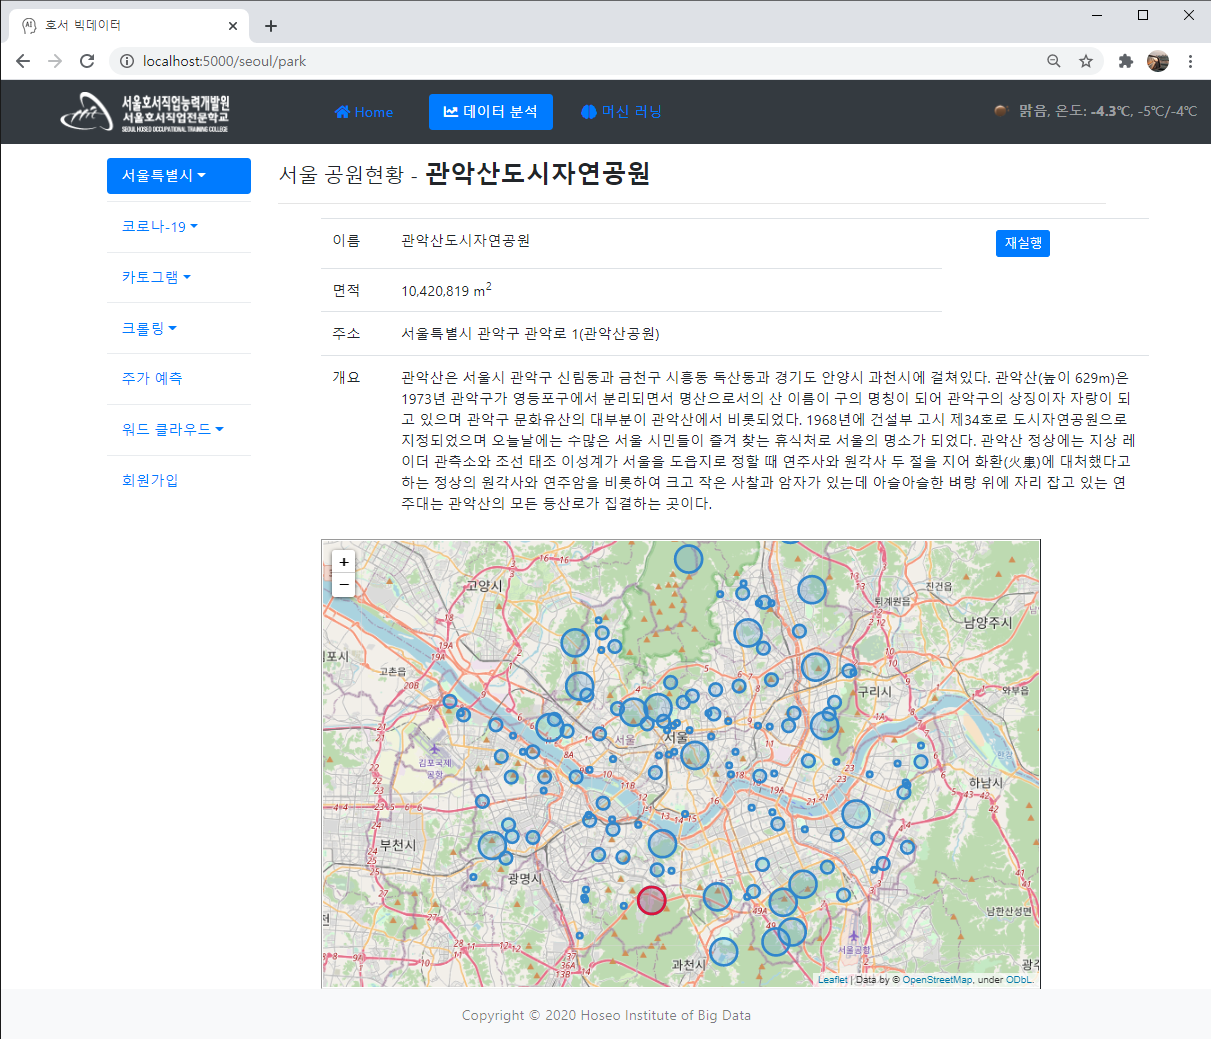 호서 빅데이터
localhost:5000/seoul/park
서울호서직업능력개발원
서울호서직업전문학교
SEOUL HOSEO OCCUPATIONAL TRAINING COLLEGE
Home
데이터 분석
머신 러닝
맑음, 온도: -4.3℃, -5℃/-4℃
서울특별시
코로나-19
카토그램
크롤링
주가 예측
워드 클라우드
회원가입
서울 공원현황 - 관악산도시자연공원
이름 관악산도시자연공원
재실행
면적 10,420,819 m2
주소 서울특별시 관악구 관악로 1(관악산공원)
개요 관악산은 서울시 관악구 신림동과 금천구 시흥동 독산동과 경기도 안양시 과천시에 걸쳐있다. 관악산(높이 629m)은
1973년 관악구가 영등포구에서 분리되면서 명산으로서의 산 이름이 구의 명칭이 되어 관악구의 상징이자 자랑이 되
고 있으며 관악구 문화유산의 대부분이 관악산에서 비롯되었다. 1968년에 건설부 고시 제34호로 도시자연공원으로
지정되었으며 오늘날에는 수많은 서울 시민들이 즐겨 찾는 휴식처로 서울의 명소가 되었다. 관악산 정상에는 지상 레
이더 관측소와 조선 태조 이성계가 서울을 도읍지로 정할 때 연주사와 원각사 두 절을 지어 화환(火患)에 대처했다고
하는 정상의 원각사와 연주암을 비롯하여 크고 작은 사찰과 암자가 있는데 아슬아슬한 벼랑 위에 자리 잡고 있는 연
주대는 관악산의 모든 등산로가 집결하는 곳이다.
+
−
고양시
진건읍
퇴계원읍
남양주시
김포시
고촌읍
구리시
와부읍
서울
서울
김포국제
공항
하남시
부천시
광명시
남한산성면
서울공항
과천시
Leaflet | Data by © OpenStreetMap, under ODbL.
Copyright © 2020 Hoseo Institute of Big Data